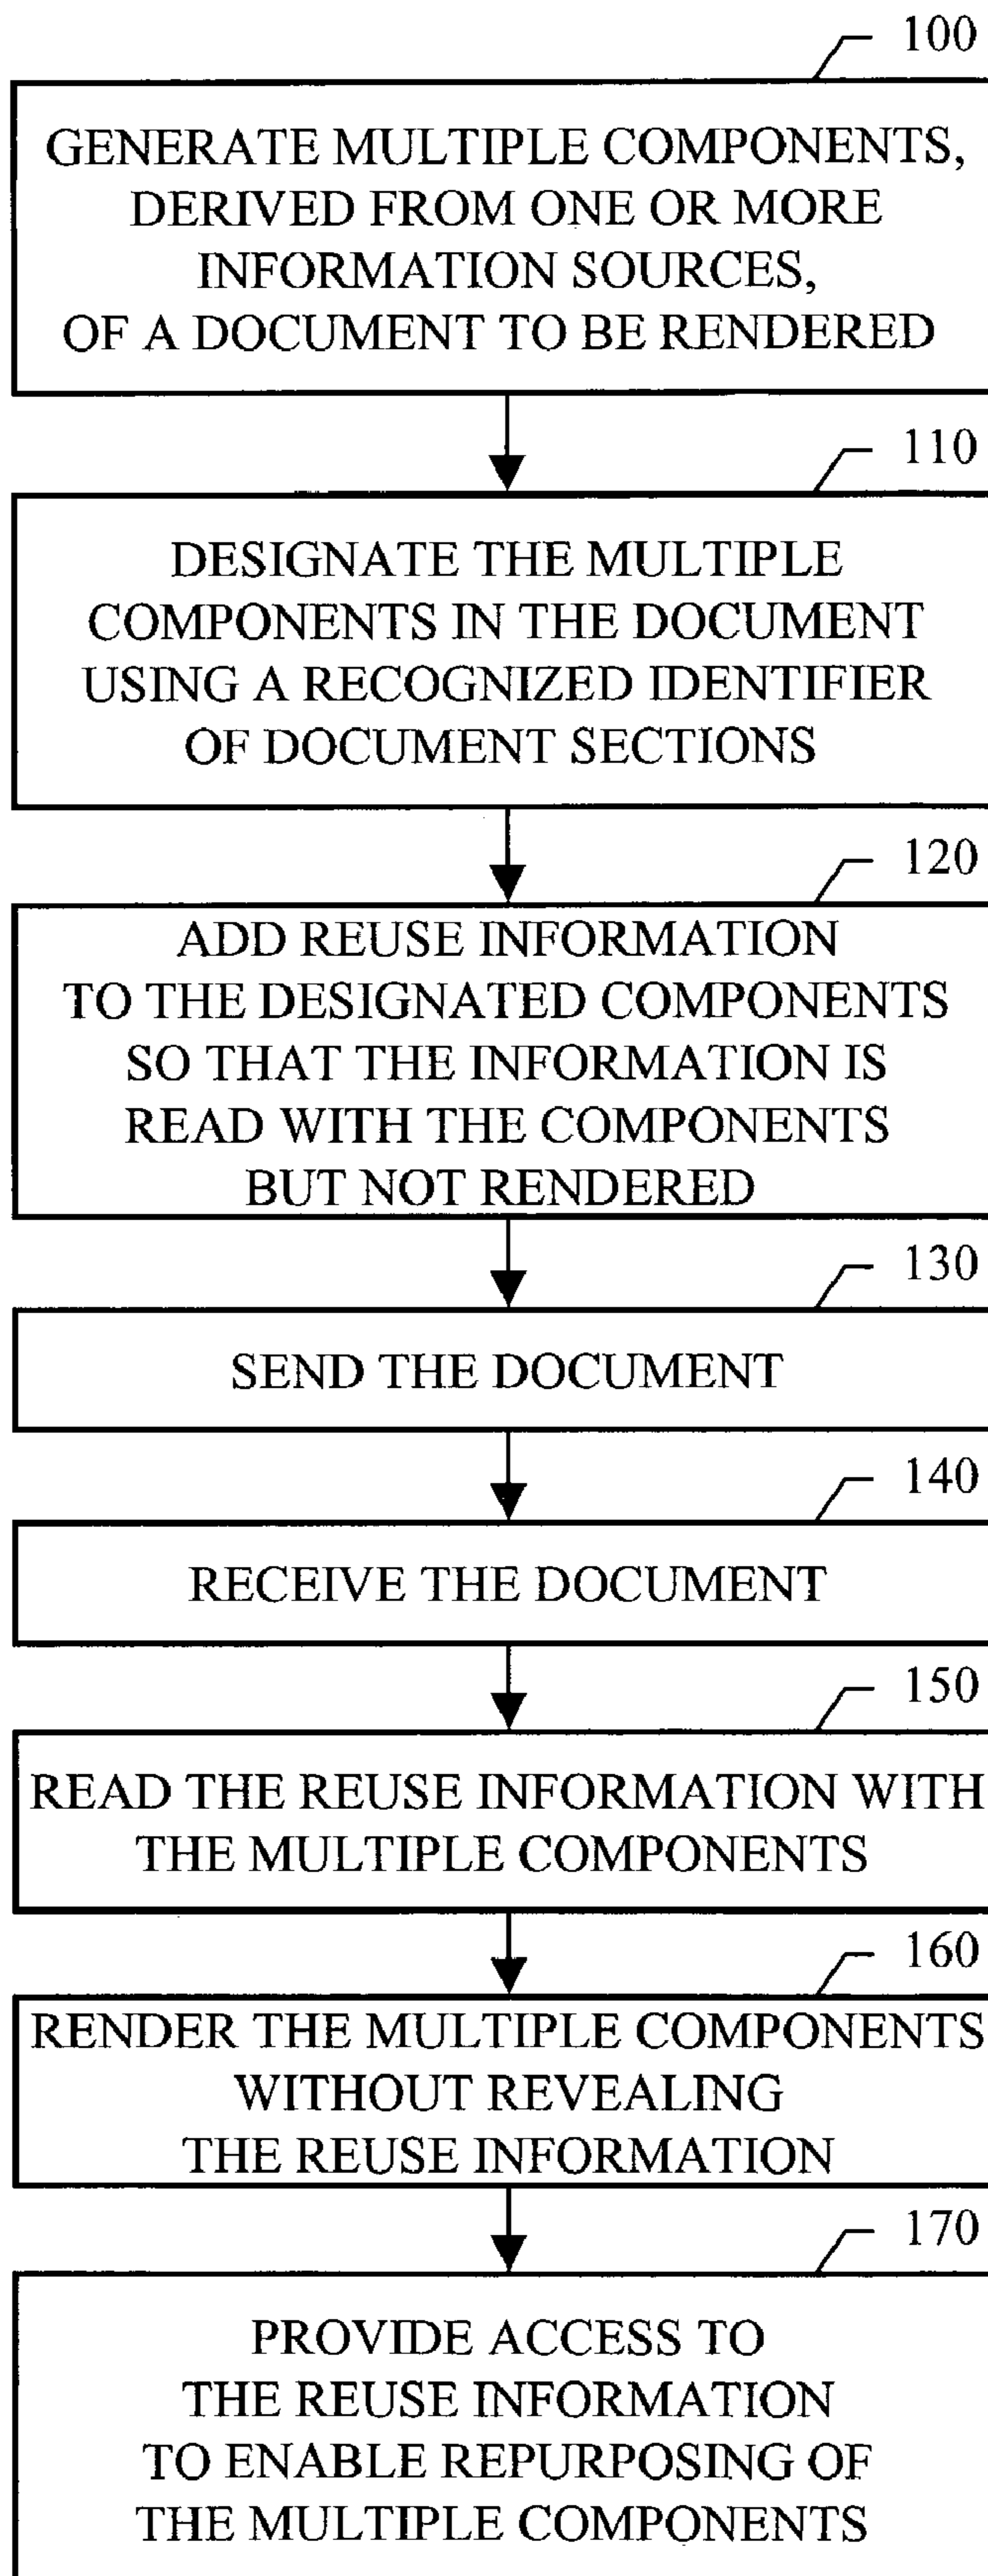 100
GENERATE MULTIPLE COMPONENTS,
DERIVED FROM ONE OR MORE
INFORMATION SOURCES,
OF A DOCUMENT TO BE RENDERED
110
DESIGNATE THE MULTIPLE
COMPONENTS IN THE DOCUMENT
USING A RECOGNIZED IDENTIFIER
OF DOCUMENT SECTIONS
120
ADD REUSE INFORMATION
TO THE DESIGNATED COMPONENTS
SO THAT THE INFORMATION IS
READ WITH THE COMPONENTS
BUT NOT RENDERED
130
SEND THE DOCUMENT
140
RECEIVE THE DOCUMENT
150
READ THE REUSE INFORMATION WITH
THE MULTIPLE COMPONENTS
160
RENDER THE MULTIPLE COMPONENTS
WITHOUT REVEALING
THE REUSE INFORMATION
170
PROVIDE ACCESS TO
THE REUSE INFORMATION
TO ENABLE REPURPOSING OF
THE MULTIPLE COMPONENTS